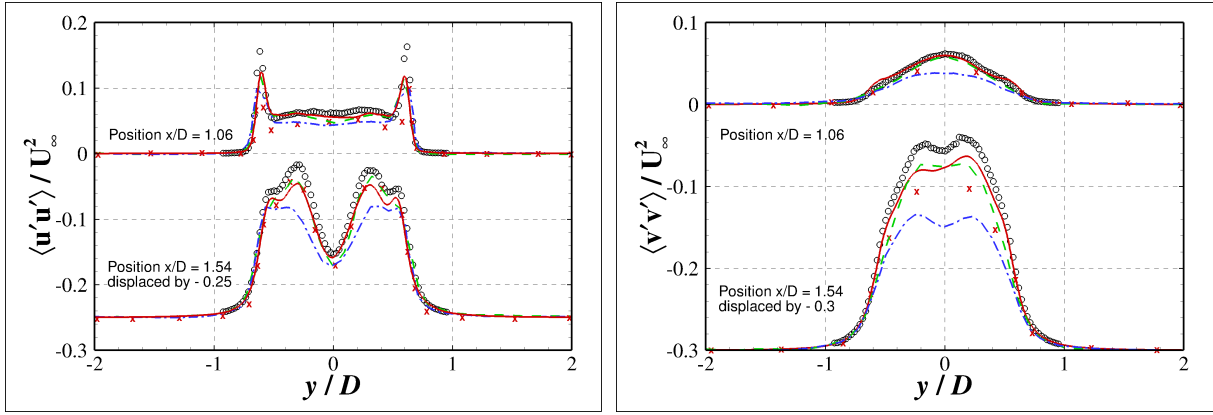 0.2
0.1
0
-0.1
-0.2
-0.3
⟨u′u′⟩ / U²∞
Position x/D = 1.06
Position x/D = 1.54
displaced by - 0.25
-2 -1 0 1 2
y / D
0.1
0
-0.1
-0.2
-0.3
⟨v′v′⟩ / U²∞
Position x/D = 1.06
Position x/D = 1.54
displaced by - 0.3
-2 -1 0 1 2
y / D